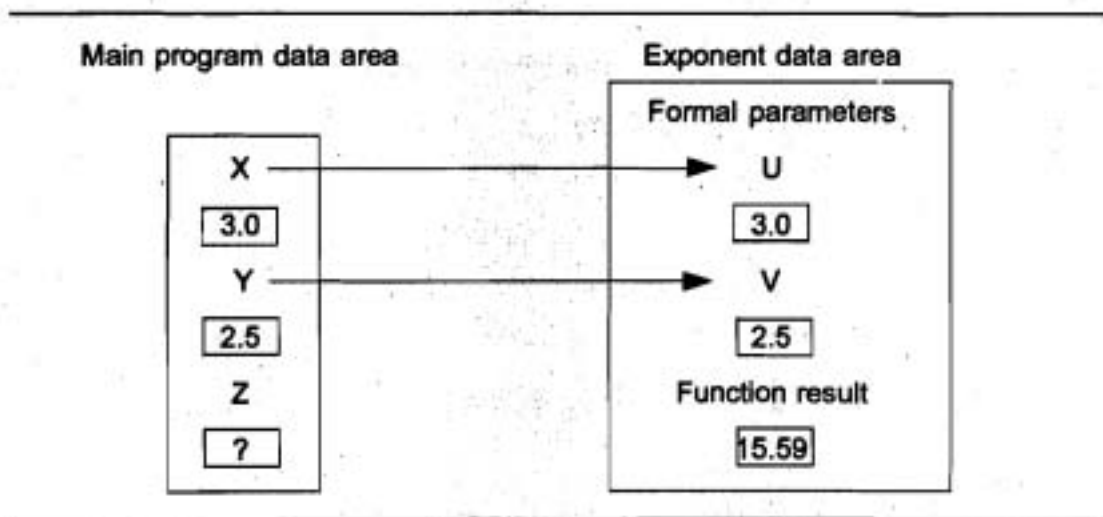 Main program data area Exponent data area
Formal parameters
X U
3.0 3.0
Y V
2.5 2.5
Z Function result
? 15.59